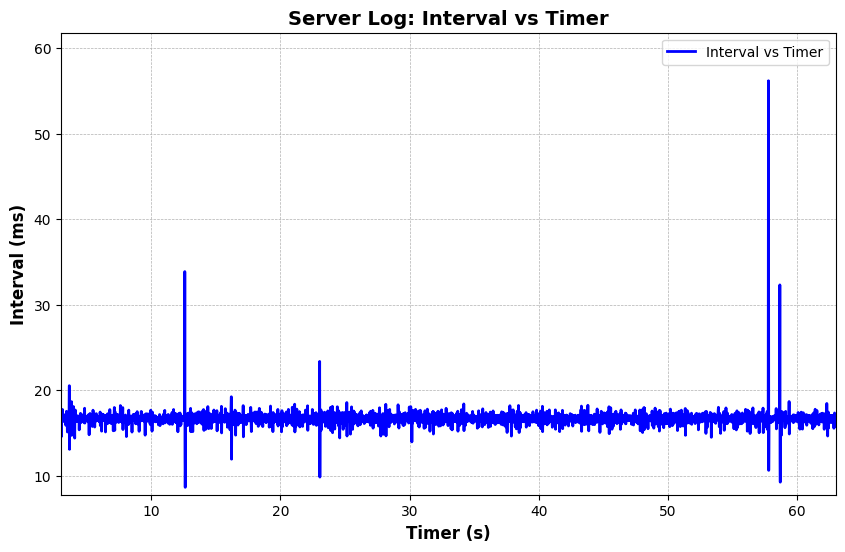 Server Log: Interval vs Timer
Interval vs Timer
60
50
40
30
20
10
Interval (ms)
10 20 30 40 50 60
Timer (s)